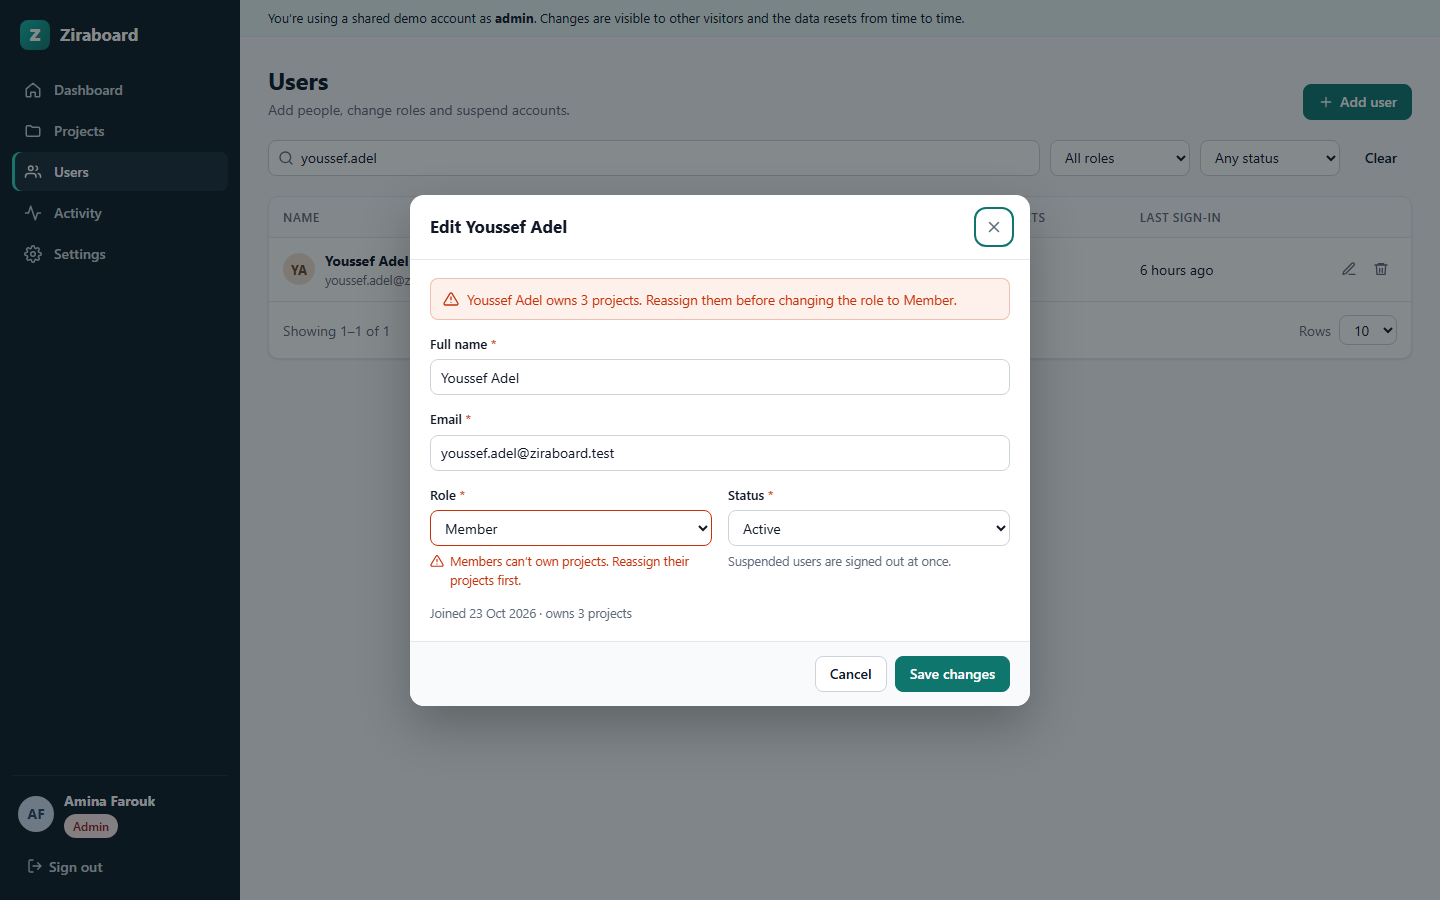 Z Ziraboard
Dashboard
Projects
Users
Activity
Settings
AF Amina Farouk
Admin
Sign out
You're using a shared demo account as admin. Changes are visible to other visitors and the data resets from time to time.
Users
Add people, change roles and suspend accounts.
+ Add user
youssef.adel
All roles
Any status
Clear
NAME
TS
LAST SIGN-IN
YA Youssef Adel
youssef.adel@z
6 hours ago
Showing 1–1 of 1
Rows 10
Edit Youssef Adel
Youssef Adel owns 3 projects. Reassign them before changing the role to Member.
Full name *
Youssef Adel
Email *
youssef.adel@ziraboard.test
Role *
Member
Members can't own projects. Reassign their
projects first.
Status *
Active
Suspended users are signed out at once.
Joined 23 Oct 2026 · owns 3 projects
Cancel
Save changes